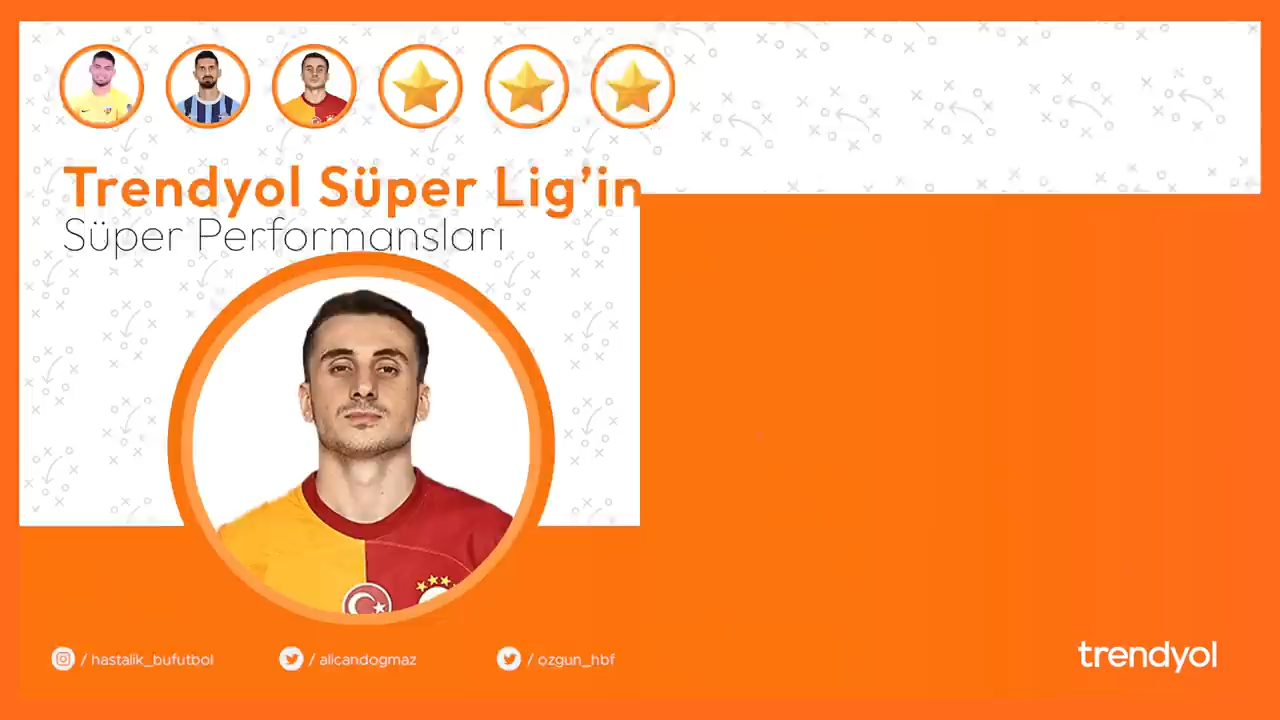 Trendyol Süper Lig'in
Süper Performansları
/ hastalik_bufutbol
/ alicandogmaz
/ ozgun_hbf
trendyol